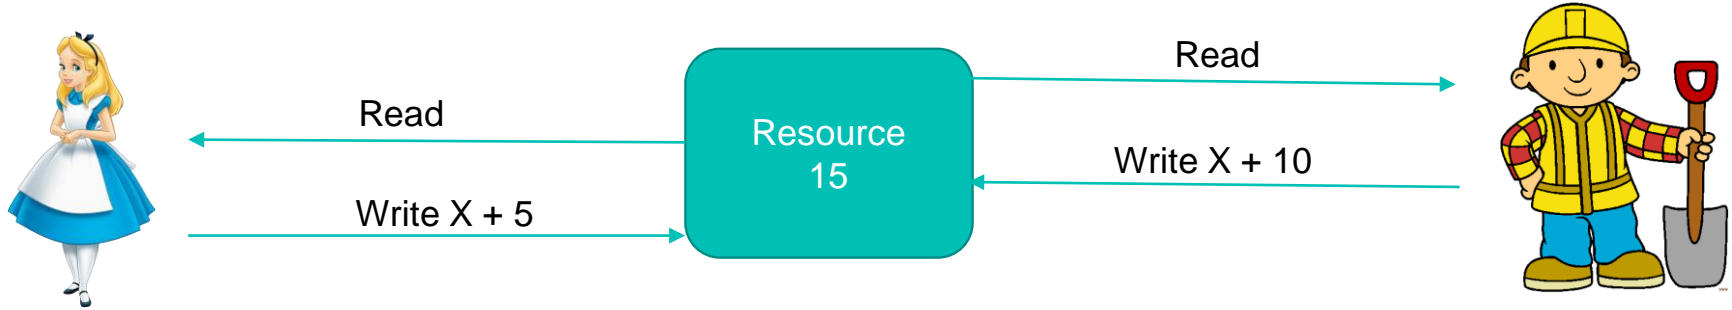 Read
Write X + 5
Resource
15
Read
Write X + 10